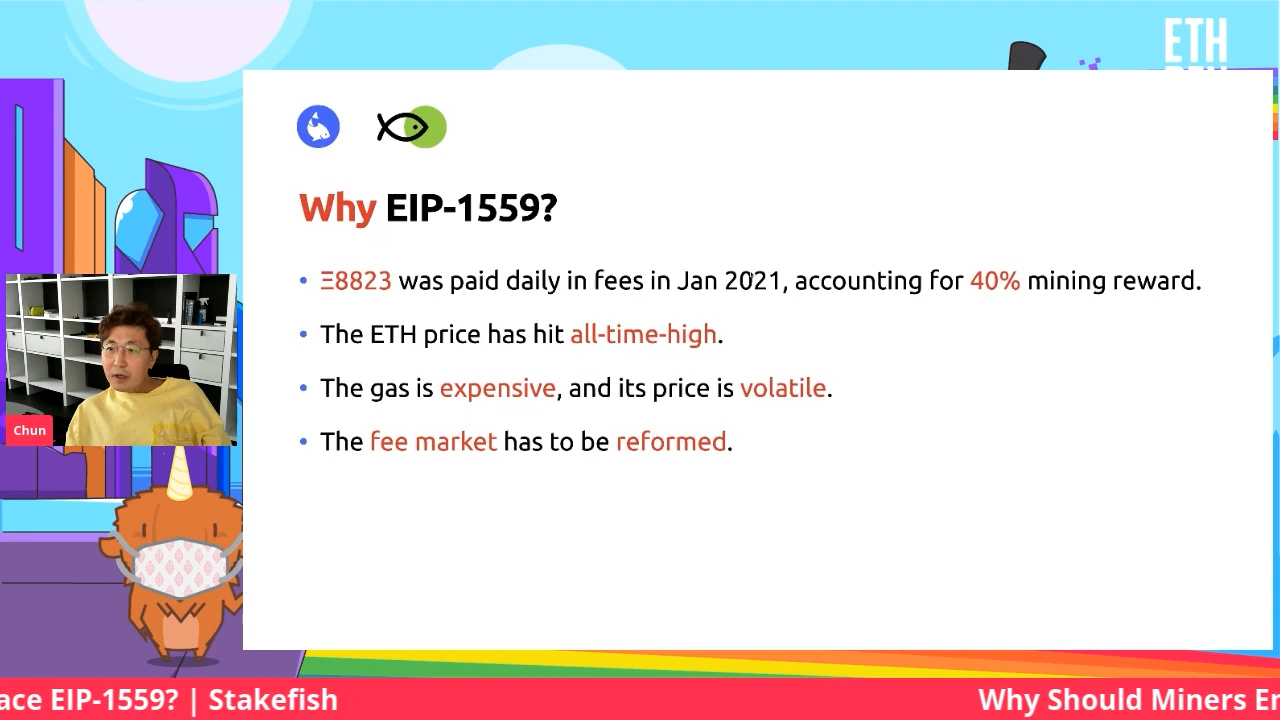 ETH
Why EIP-1559?
• Ξ8823 was paid daily in fees in Jan 2021, accounting for 40% mining reward.
• The ETH price has hit all-time-high.
• The gas is expensive, and its price is volatile.
• The fee market has to be reformed.
Chun
ace EIP-1559? | Stakefish
Why Should Miners Em